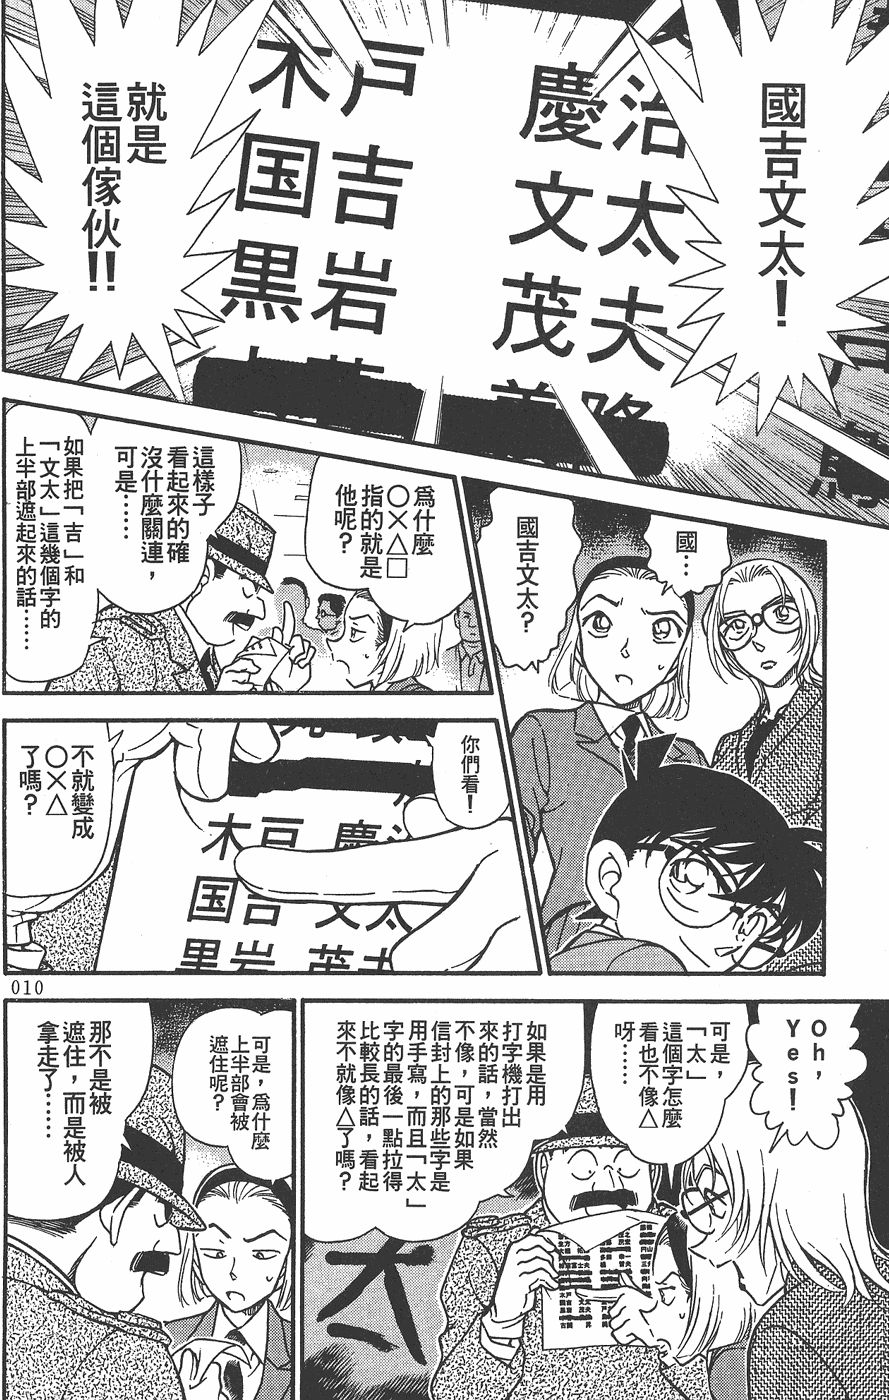 國吉文太！
慶治
文太
茂夫
木戸
国吉
黒岩
就是
這個傢伙!!
國…
國吉文太？
爲什麼
○×△□
指的就是
他呢？
這樣子
看起來的確
沒什麼關連，
可是……
如果把「吉」和
「文太」這幾個字的
上半部遮起來的話……
你們看！
木戸 慶治
国吉 文太
黒岩 茂夫
不就變成
○×△
了嗎？
010
Oh,
Yes!
可是，
「太」
這個字怎麼
看也不像△
呀……
如果是用
打字機打出
來的話，當然
不像，可是如果
信封上的那些字是
用手寫，而且「太」
字的最後一點拉得
比較長的話，看起
來不就像△了嗎？
太
可是，爲什麼
上半部會被
遮住呢？
那不是被
遮住，而是被人
拿走了……